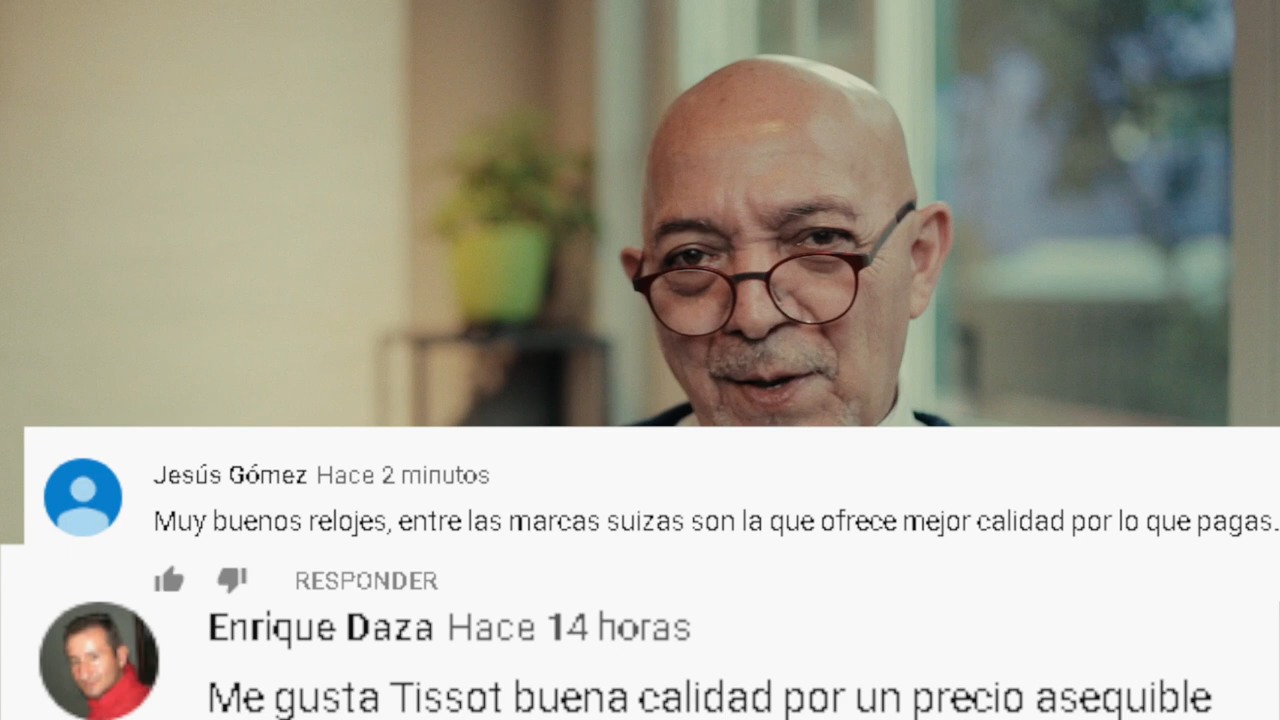 Jesús Gómez Hace 2 minutos
Muy buenos relojes, entre las marcas suizas son la que ofrece mejor calidad por lo que pagas.
RESPONDER
Enrique Daza Hace 14 horas
Me gusta Tissot buena calidad por un precio asequible